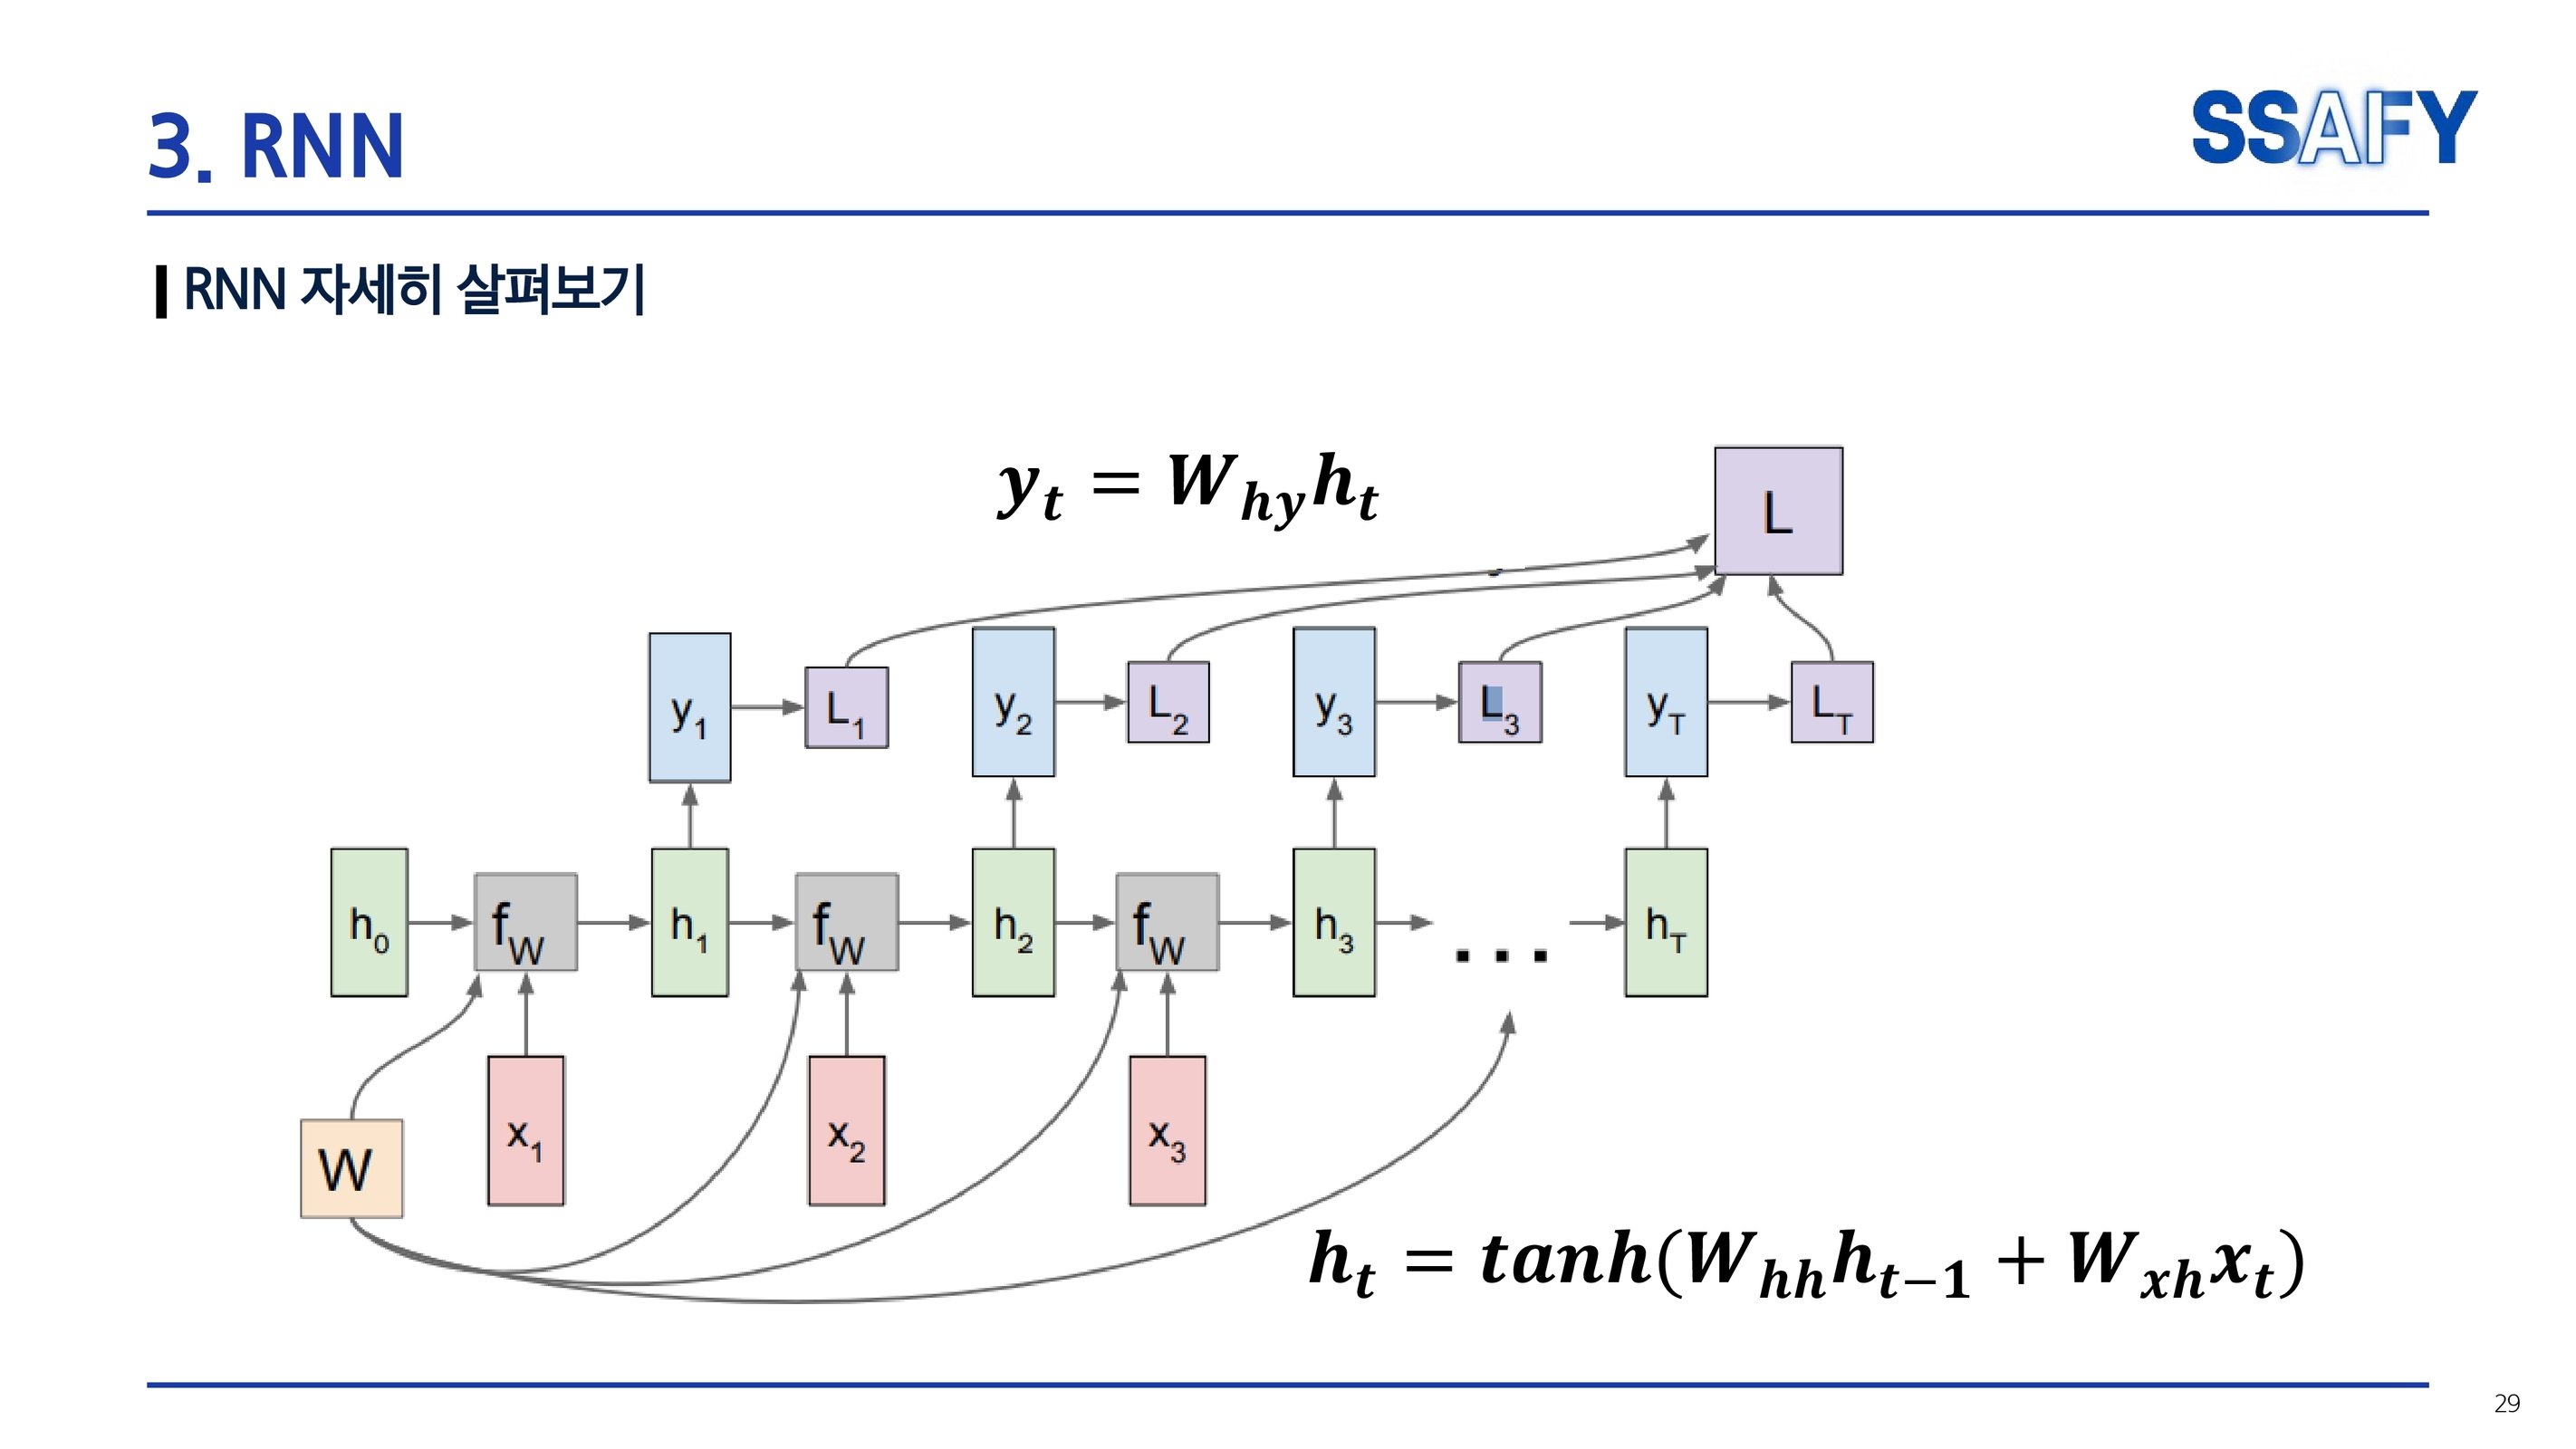 3. RNN
SSAFY
RNN 자세히 살펴보기
y_t = W_{hy}h_t
L
y_1
L_1
y_2
L_2
y_3
L_3
y_T
L_T
h_0
f_W
h_1
f_W
h_2
f_W
h_3
...
h_T
W
x_1
x_2
x_3
h_t = tanh(W_{hh}h_{t-1} + W_{xh}x_t)
29